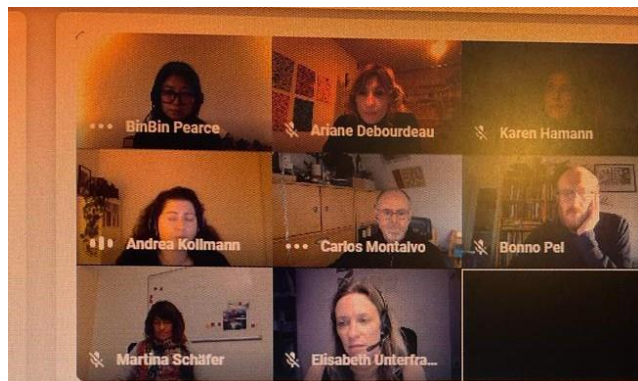 BinBin Pearce
Ariane Debourdeau
Karen Hamann
Andrea Kollmann
Carlos Montalvo
Bonno Pel
Martina Schäfer
Elisabeth Unterfra...